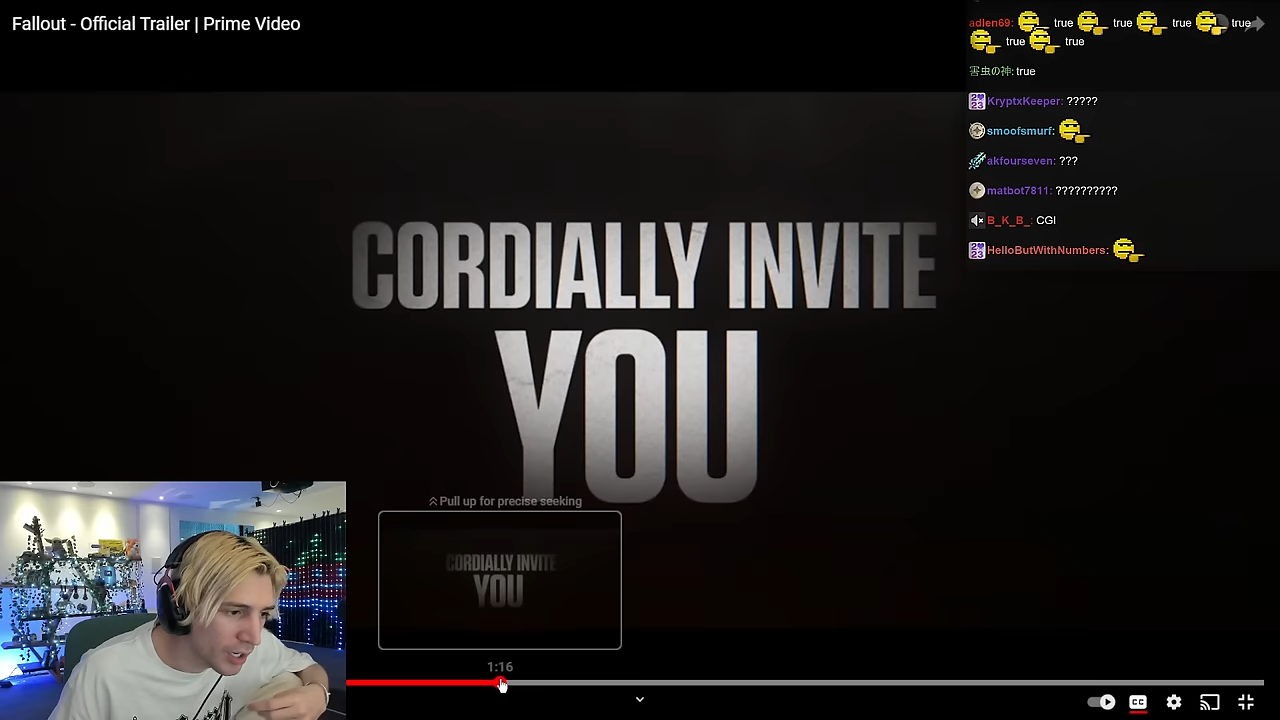 Fallout - Official Trailer | Prime Video
adlen69: true true true true
true true
害虫の神: true
KryptxKeeper: ?????
smoofsmurf:
akfourseven: ???
matbot7811: ??????????
B_K_B_: CGI
HelloButWithNumbers:
CORDIALLY INVITE
YOU
Pull up for precise seeking
CORDIALLY INVITE
YOU
1:16
CC